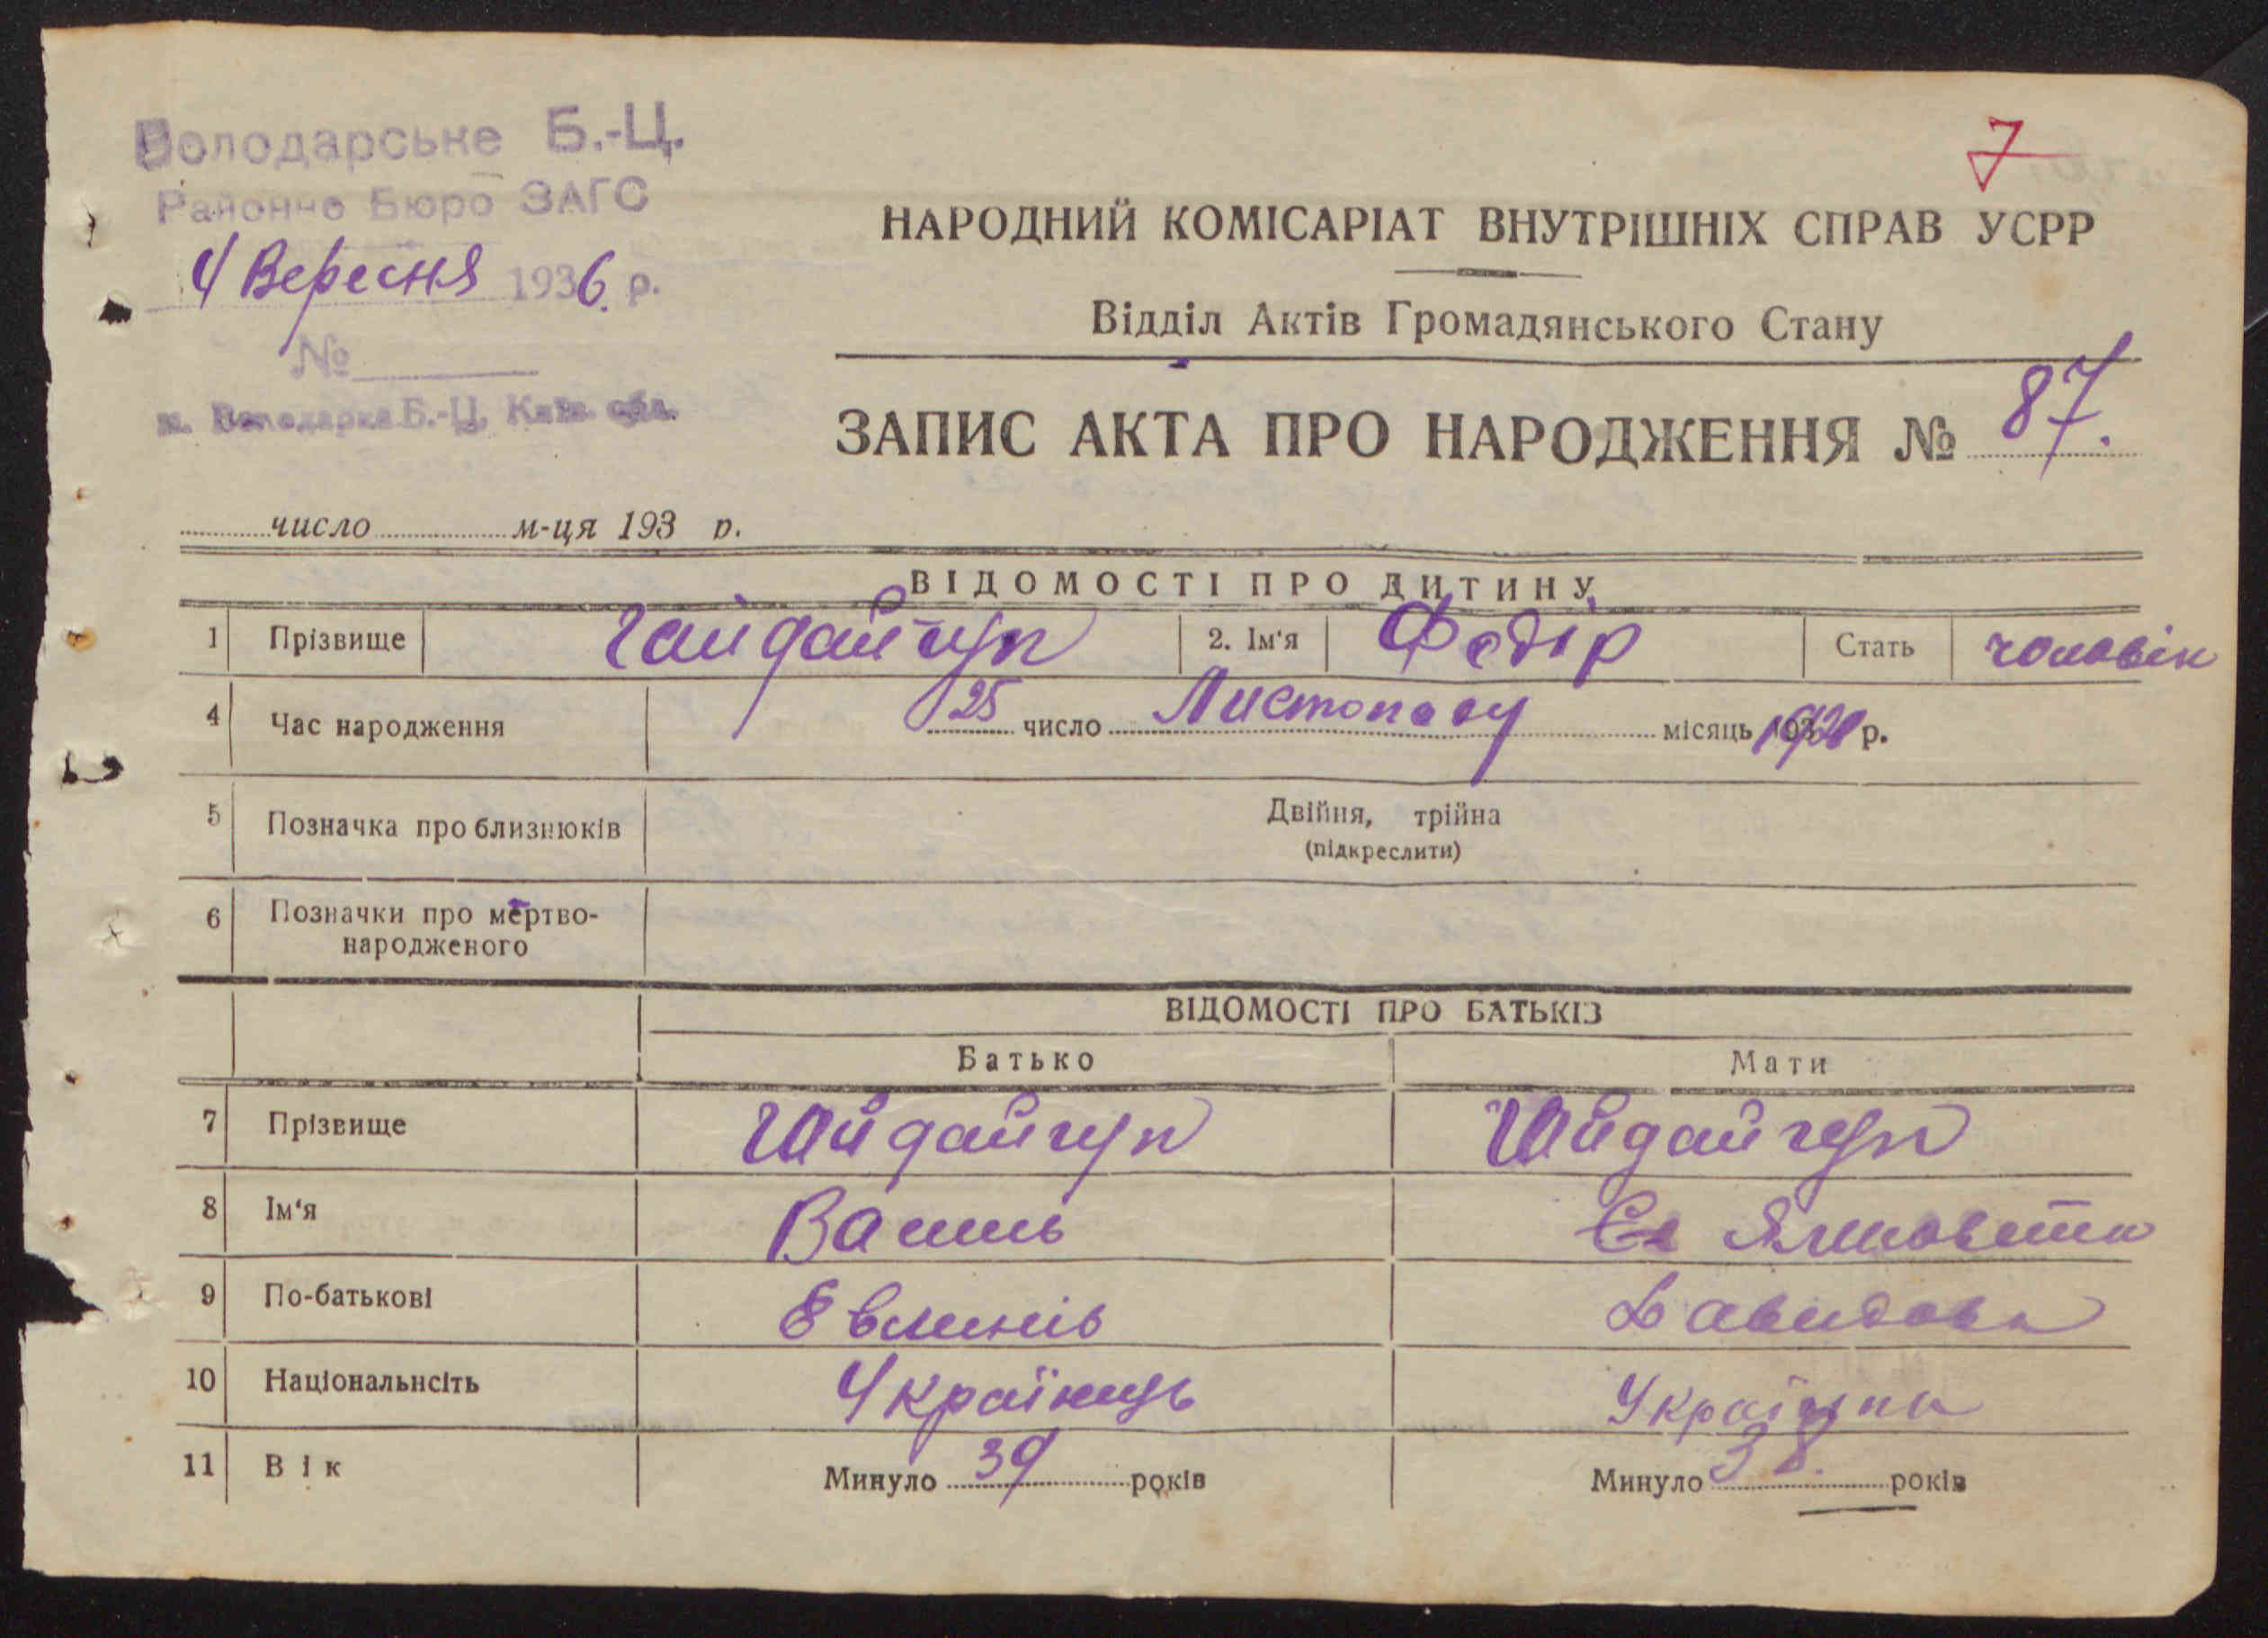 Володарське Б.-Ц.
Районне Бюро ЗАГС
4 Вересня 1936 р.
№
м. Володарка Б.-Ц. Київ. обл.
7
НАРОДНИЙ КОМІСАРІАТ ВНУТРІШНІХ СПРАВ УСРР
Відділ Актів Громадянського Стану
ЗАПИС АКТА ПРО НАРОДЖЕННЯ № 87.
число м-ця 193 р.
ВІДОМОСТІ ПРО ДИТИНУ
1 Прізвище Гайдайчук 2. Ім'я Федір Стать чоловік
4 Час народження 25 число Листопаду місяць р.
5 Позначка про близнюків Двійня, трійна
(підкреслити)
6 Позначки про мертво-
народженого
ВІДОМОСТІ ПРО БАТЬКІВ
Батько Мати
7 Прізвище Гайдайчук Гайдайчук
8 Ім'я Василь
9 По-батькові Давидовна
10 Національнсіть Українець Українка
11 Вік Минуло 39 років Минуло 38. років